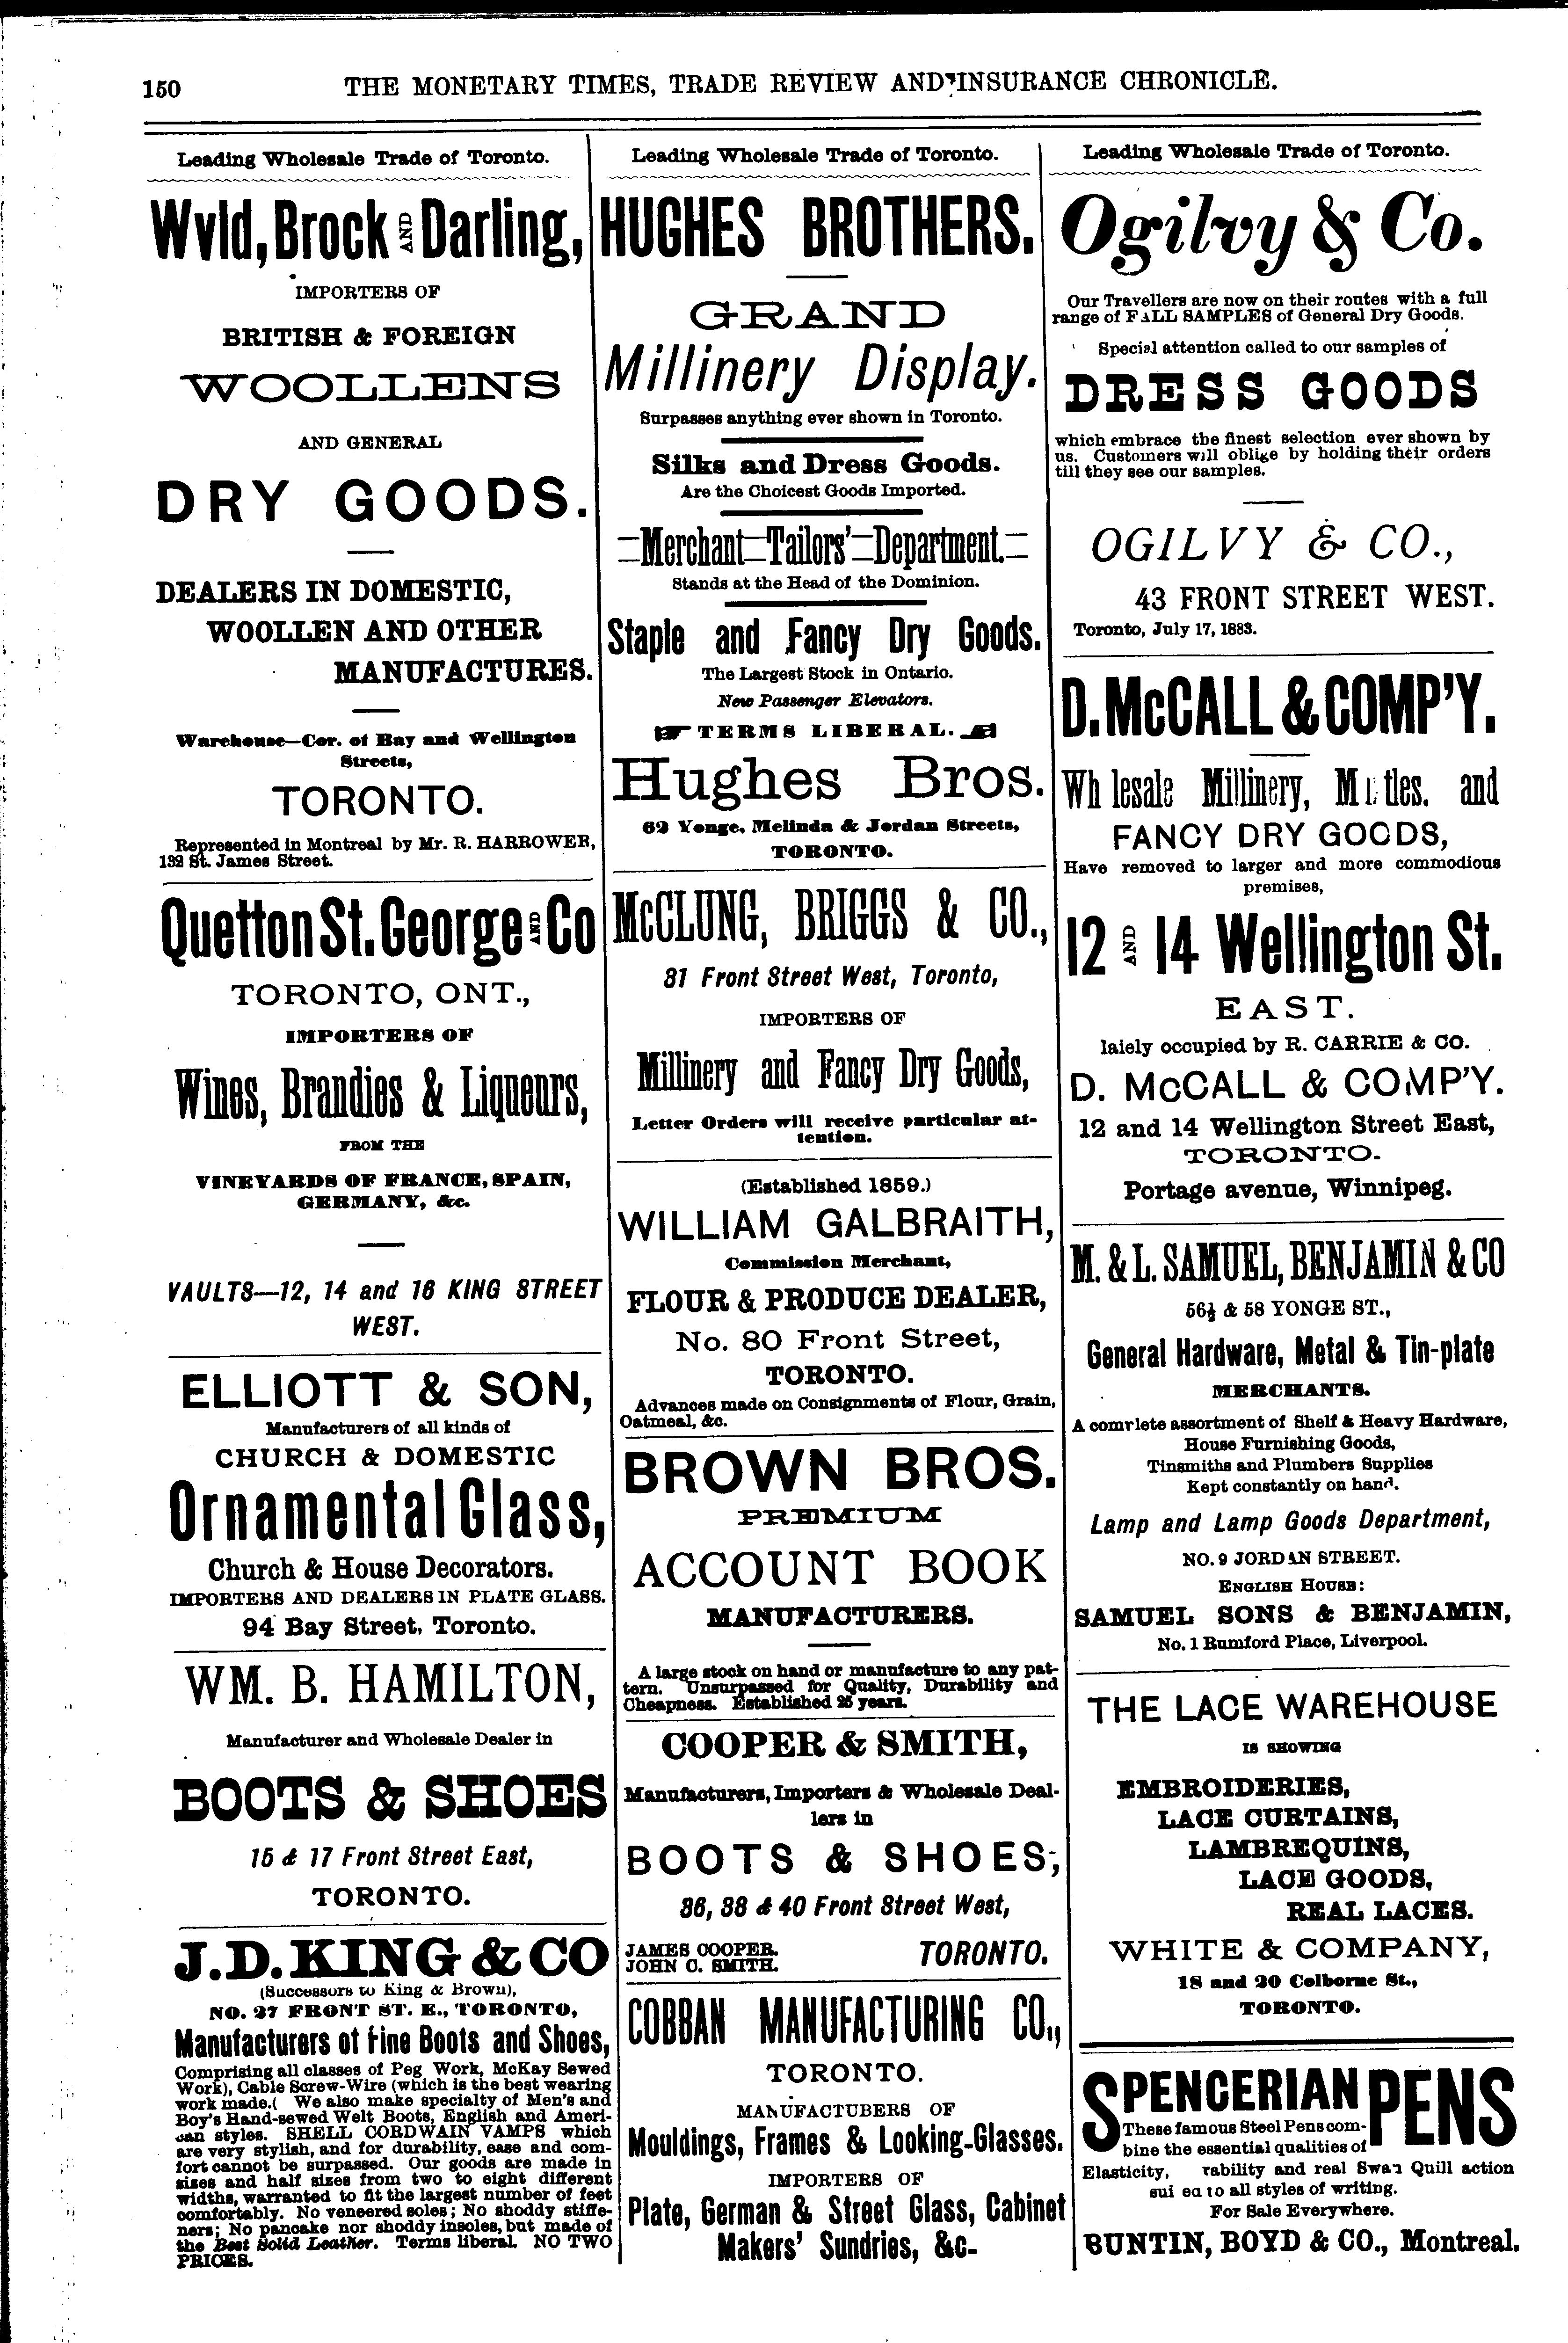 150
THE MONETARY TIMES, TRADE REVIEW AND INSURANCE CHRONICLE.
Leading Wholesale Trade of Toronto.
Wyld, Brock AND Darling,
IMPORTERS OF
BRITISH & FOREIGN
WOOLLENS
AND GENERAL
DRY GOODS.
DEALERS IN DOMESTIC,
WOOLLEN AND OTHER
MANUFACTURES.
Warehouse—Cor. of Bay and Wellington
Streets,
TORONTO.
Represented in Montreal by Mr. R. HARROWER,
132 St. James Street.
Quetton St. George AND Co
TORONTO, ONT.,
IMPORTERS OF
Wines, Brandies & Liqueurs,
FROM THE
VINEYARDS OF FRANCE, SPAIN,
GERMANY, &c.
VAULTS—12, 14 and 16 KING STREET
WEST.
ELLIOTT & SON,
Manufacturers of all kinds of
CHURCH & DOMESTIC
Ornamental Glass,
Church & House Decorators.
IMPORTERS AND DEALERS IN PLATE GLASS.
94 Bay Street, Toronto.
WM. B. HAMILTON,
Manufacturer and Wholesale Dealer in
BOOTS & SHOES
15 & 17 Front Street East,
TORONTO.
J. D. KING & CO
(Successors to King & Brown),
NO. 27 FRONT ST. E., TORONTO,
Manufacturers of Fine Boots and Shoes,
Comprising all classes of Peg Work, McKay Sewed
Work), Cable Screw-Wire (which is the best wearing
work made.( We also make specialty of Men's and
Boy's Hand-sewed Welt Boots, English and Ameri-
can styles. SHELL CORDWAIN VAMPS which
are very stylish, and for durability, ease and com-
fort cannot be surpassed. Our goods are made in
sizes and half sizes from two to eight different
widths, warranted to fit the largest number of feet
comfortably. No veneered soles; No shoddy stiffe-
ners; No pancake nor shoddy insoles, but made of
the Best Solid Leather. Terms liberal. NO TWO
PRICES.
Leading Wholesale Trade of Toronto.
HUGHES BROTHERS.
GRAND
Millinery Display.
Surpasses anything ever shown in Toronto.
Silks and Dress Goods.
Are the Choicest Goods Imported.
Merchant Tailors' Department.
Stands at the Head of the Dominion.
Staple and Fancy Dry Goods.
The Largest Stock in Ontario.
New Passenger Elevators.
TERMS LIBERAL.
Hughes Bros.
62 Yonge, Melinda & Jordan Streets,
TORONTO.
McCLUNG, BRIGGS & CO.,
81 Front Street West, Toronto,
IMPORTERS OF
Millinery and Fancy Dry Goods,
Letter Orders will receive particular at-
tention.
(Established 1859.)
WILLIAM GALBRAITH,
Commission Merchant,
FLOUR & PRODUCE DEALER,
No. 80 Front Street,
TORONTO.
Advances made on Consignments of Flour, Grain,
Oatmeal, &c.
BROWN BROS.
PREMIUM
ACCOUNT BOOK
MANUFACTURERS.
A large stock on hand or manufacture to any pat-
tern. Unsurpassed for Quality, Durability and
Cheapness. Established 25 years.
COOPER & SMITH,
Manufacturers, Importers & Wholesale Deal-
lers in
BOOTS & SHOES;
36, 38 & 40 Front Street West,
JAMES COOPER.
JOHN C. SMITH.
TORONTO.
COBBAN MANUFACTURING CO.,
TORONTO.
MANUFACTUBERS OF
Mouldings, Frames & Looking-Glasses.
IMPORTERS OF
Plate, German & Street Glass, Cabinet
Makers' Sundries, &c.
Leading Wholesale Trade of Toronto.
Ogilvy & Co.
Our Travellers are now on their routes with a full
range of FALL SAMPLES of General Dry Goods.
Special attention called to our samples of
DRESS GOODS
which embrace the finest selection ever shown by
us. Customers will oblige by holding their orders
till they see our samples.
OGILVY & CO.,
43 FRONT STREET WEST.
Toronto, July 17, 1883.
D. McCALL & COMP'Y.
Wh lesale Millinery, M tles. and
FANCY DRY GOODS,
Have removed to larger and more commodious
premises,
12 AND 14 Wellington St.
EAST.
lately occupied by R. CARRIE & CO.
D. McCALL & COMP'Y.
12 and 14 Wellington Street East,
TORONTO.
Portage avenue, Winnipeg.
M. & L. SAMUEL, BENJAMIN & CO
56½ & 58 YONGE ST.,
General Hardware, Metal & Tin-plate
MERCHANTS.
A complete assortment of Shelf & Heavy Hardware,
House Furnishing Goods,
Tinsmiths and Plumbers Supplies
Kept constantly on hand.
Lamp and Lamp Goods Department,
NO. 9 JORDAN STREET.
ENGLISH HOUSE:
SAMUEL SONS & BENJAMIN,
No. 1 Rumford Place, Liverpool.
THE LACE WAREHOUSE
IS SHOWING
EMBROIDERIES,
LACE CURTAINS,
LAMBREQUINS,
LACE GOODS,
REAL LACES.
WHITE & COMPANY,
18 and 20 Colborne St.,
TORONTO.
SPENCERIAN PENS
These famous Steel Pens com-
bine the essential qualities of
Elasticity, rability and real Swan Quill action
sui ed to all styles of writing.
For Sale Everywhere.
BUNTIN, BOYD & CO., Montreal.